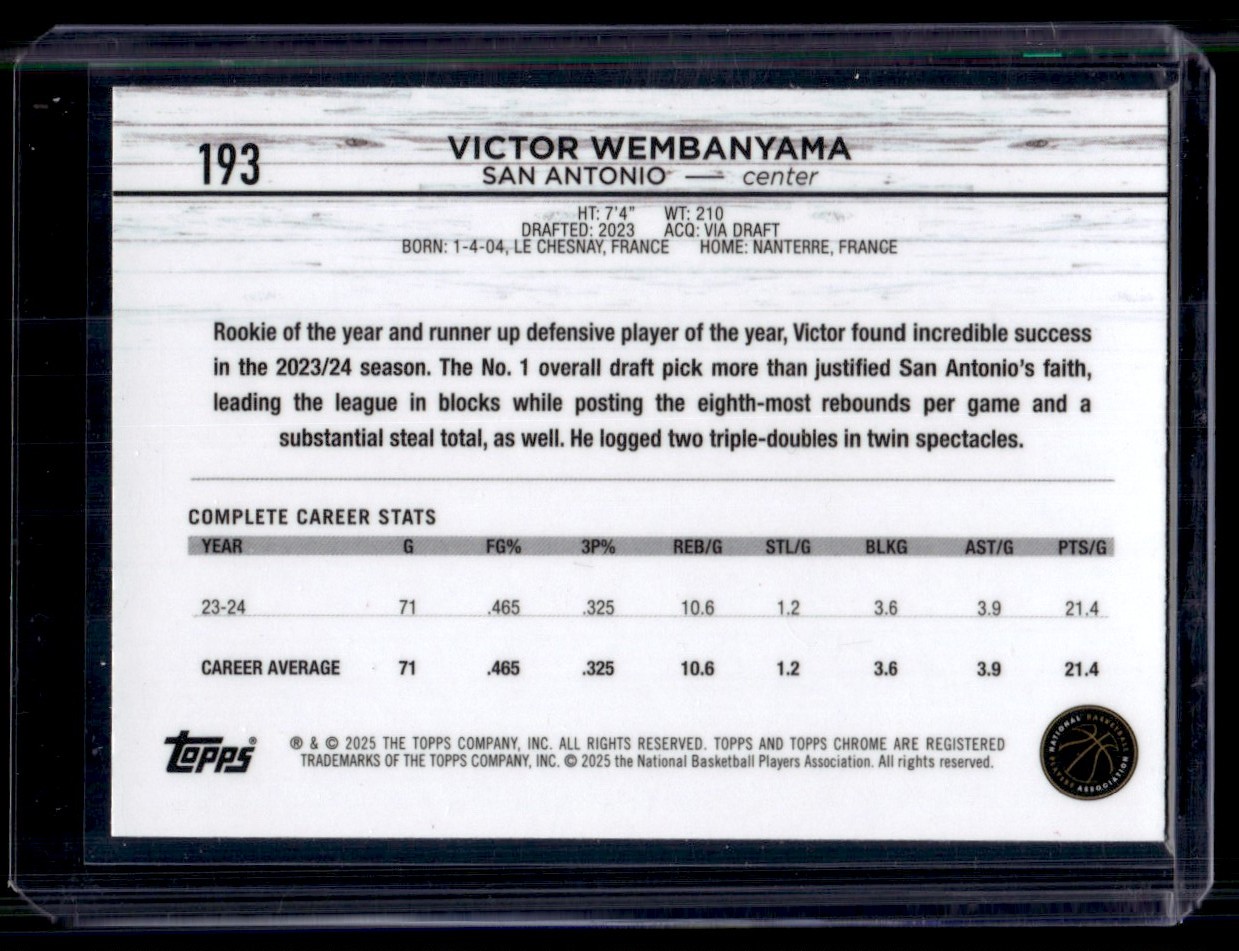 193
VICTOR WEMBANYAMA
SAN ANTONIO — center
HT: 7'4" WT: 210
DRAFTED: 2023 ACQ: VIA DRAFT
BORN: 1-4-04, LE CHESNAY, FRANCE HOME: NANTERRE, FRANCE
Rookie of the year and runner up defensive player of the year, Victor found incredible success
in the 2023/24 season. The No. 1 overall draft pick more than justified San Antonio's faith,
leading the league in blocks while posting the eighth-most rebounds per game and a
substantial steal total, as well. He logged two triple-doubles in twin spectacles.
COMPLETE CAREER STATS
YEAR G FG% 3P% REB/G STL/G BLKG AST/G PTS/G
23-24 71 .465 .325 10.6 1.2 3.6 3.9 21.4
CAREER AVERAGE 71 .465 .325 10.6 1.2 3.6 3.9 21.4
Topps®
® & © 2025 THE TOPPS COMPANY, INC. ALL RIGHTS RESERVED. TOPPS AND TOPPS CHROME ARE REGISTERED
TRADEMARKS OF THE TOPPS COMPANY, INC. © 2025 the National Basketball Players Association. All rights reserved.
NATIONAL BASKETBALL
PLAYERS ASSOCIATION